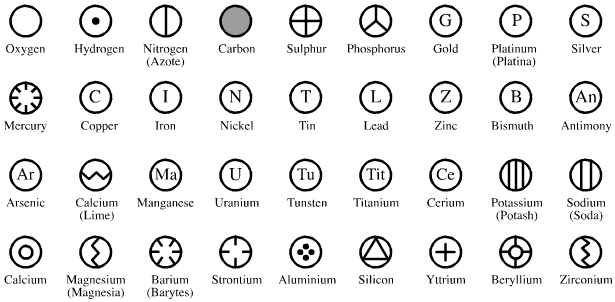 G P S
Oxygen Hydrogen Nitrogen Carbon Sulphur Phosphorus Gold Platinum Silver
(Azote) (Platina)
C I N T L Z B An
Mercury Copper Iron Nickel Tin Lead Zinc Bismuth Antimony
Ar Ma U Tu Tit Ce
Arsenic Calcium Manganese Uranium Tunsten Titanium Cerium Potassium Sodium
(Lime) (Potash) (Soda)
Calcium Magnesium Barium Strontium Aluminium Silicon Yttrium Beryllium Zirconium
(Magnesia) (Barytes)